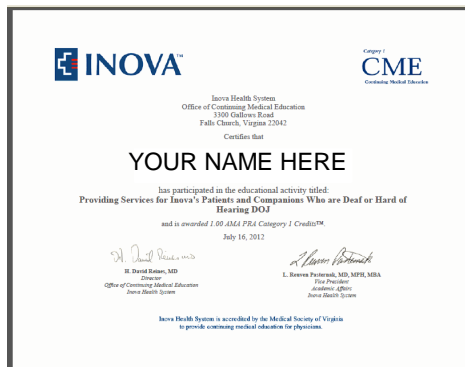 INOVA™
Category 1
CME
Continuing Medical Education
Inova Health System
Office of Continuing Medical Education
3300 Gallows Road
Falls Church, Virgina 22042
Certifies that
YOUR NAME HERE
has participated in the educational activity titled:
Providing Services for Inova's Patients and Companions Who are Deaf or Hard of
Hearing DOJ
and is awarded 1.00 AMA PRA Category 1 Credits™.
July 16, 2012
H. David Reines, MD
Director
Office of Continuing Medical Education
Inova Health System
L. Reuven Pasternak, MD, MPH, MBA
Vice President
Academic Affairs
Inova Health System
Inova Health System is accredited by the Medical Society of Virginia
to provide continuing medical education for physicians.